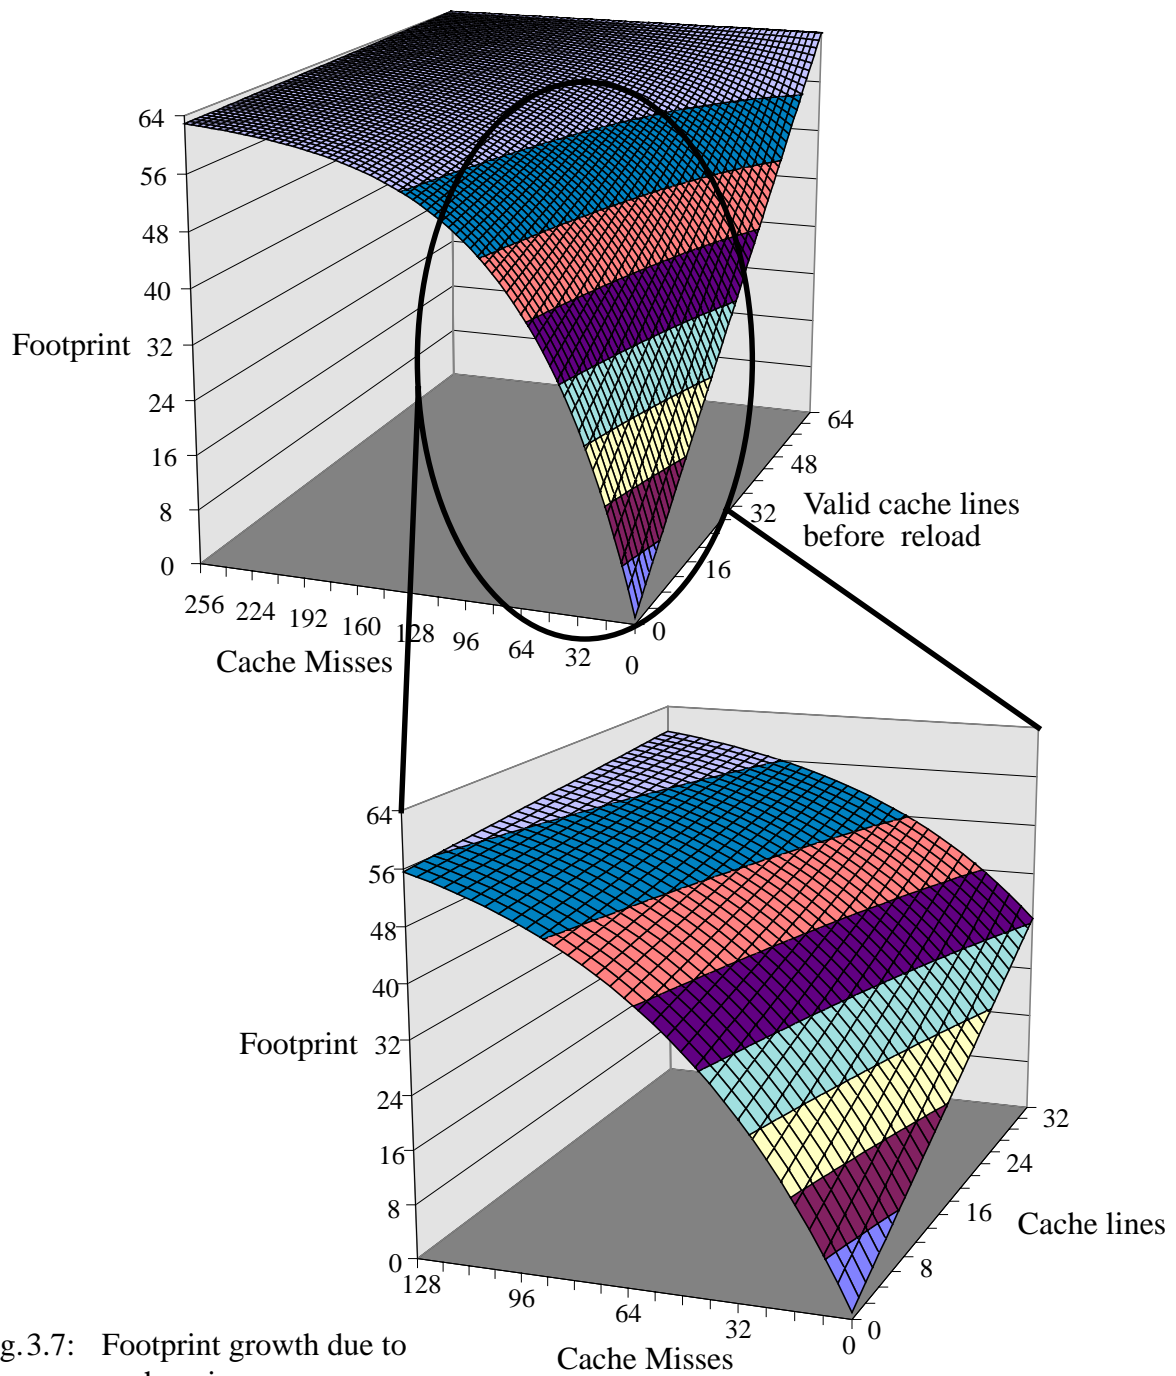 64
56
48
40
Footprint 32
24
16
8
0
256 224 192 160 128 96 64 32 0
Cache Misses
64
48
32
16
0
Valid cache lines
before reload
64
56
48
40
Footprint 32
24
16
8
0
128 96 64 32 0
Cache Misses
32
24
16
8
0
Cache lines
g.3.7: Footprint growth due to